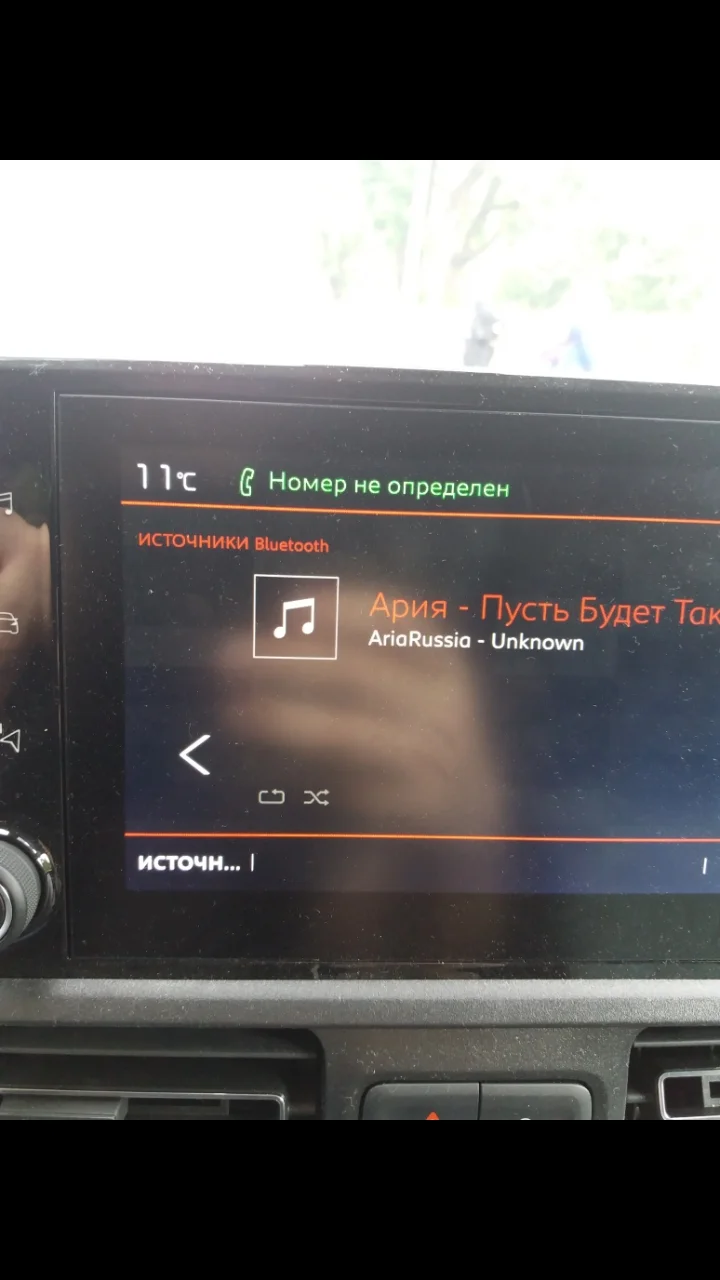 11°C Номер не определен
ИСТОЧНИКИ Bluetooth
Ария - Пусть Будет Так
AriaRussia - Unknown
ИСТОЧН...